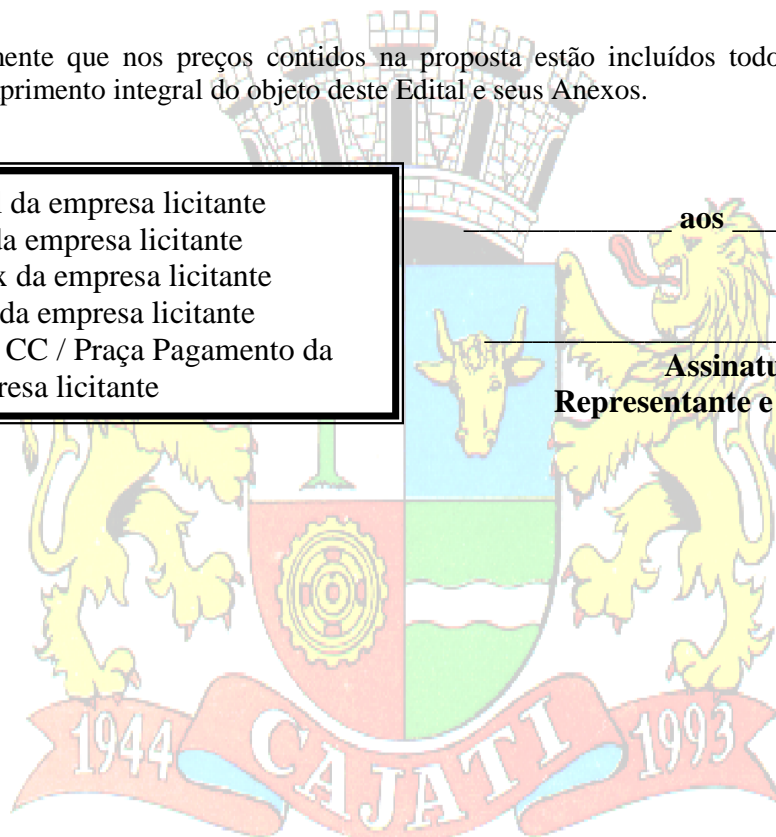 mente que nos preços contidos na proposta estão incluídos todo
primento integral do objeto deste Edital e seus Anexos.
da empresa licitante
da empresa licitante
x da empresa licitante
da empresa licitante
CC / Praça Pagamento da
resa licitante
_______________ aos ____
Assinatu
Representante e
1944 CAJATI 1993